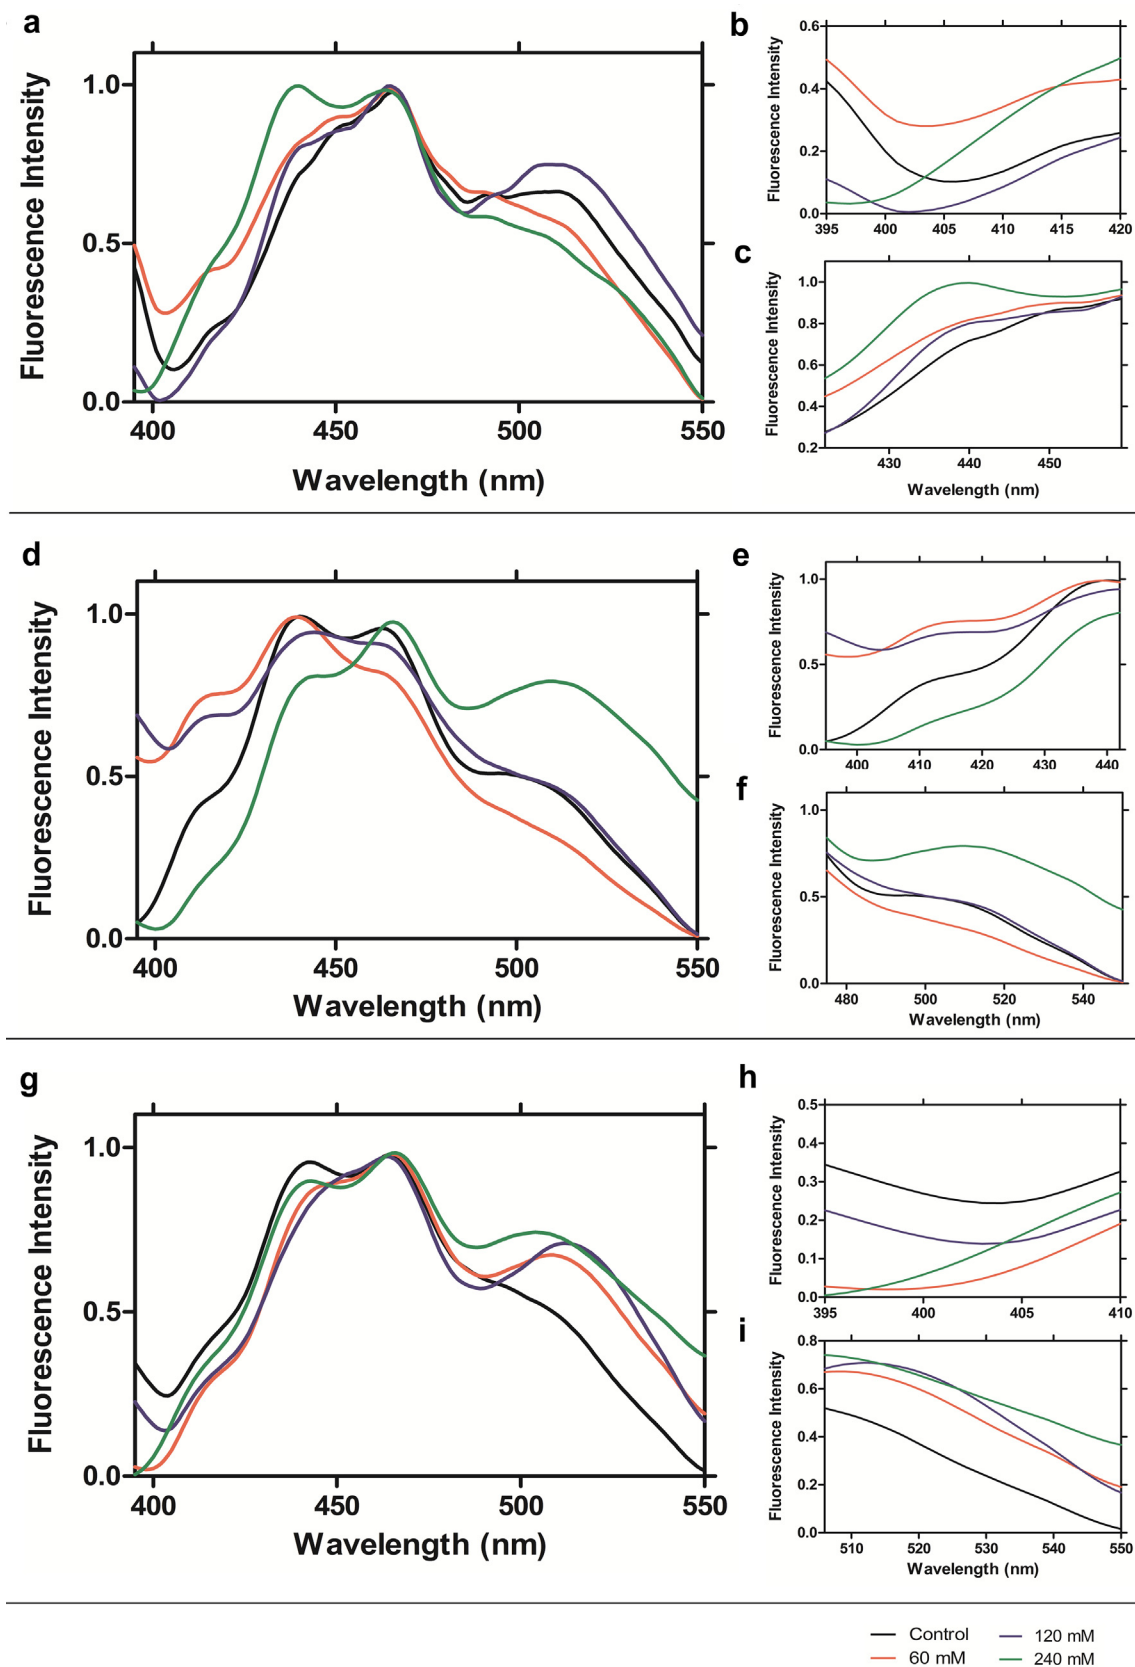 a
Fluorescence Intensity
1.0
0.5
0.0
400 450 500 550
Wavelength (nm)
b
Fluorescence Intensity
0.6
0.4
0.2
0.0
395 400 405 410 415 420
c
Fluorescence Intensity
1.0
0.8
0.6
0.4
0.2
430 440 450
Wavelength (nm)
d
Fluorescence Intensity
1.0
0.5
0.0
400 450 500 550
Wavelength (nm)
e
Fluorescence Intensity
1.0
0.5
0.0
400 410 420 430 440
f
Fluorescence Intensity
1.0
0.5
0.0
480 500 520 540
Wavelength (nm)
g
Fluorescence Intensity
1.0
0.5
0.0
400 450 500 550
Wavelength (nm)
h
Fluorescence Intensity
0.5
0.4
0.3
0.2
0.1
0.0
395 400 405 410
i
Fluorescence Intensity
0.8
0.6
0.4
0.2
0.0
510 520 530 540 550
Wavelength (nm)
Control 120 mM
60 mM 240 mM